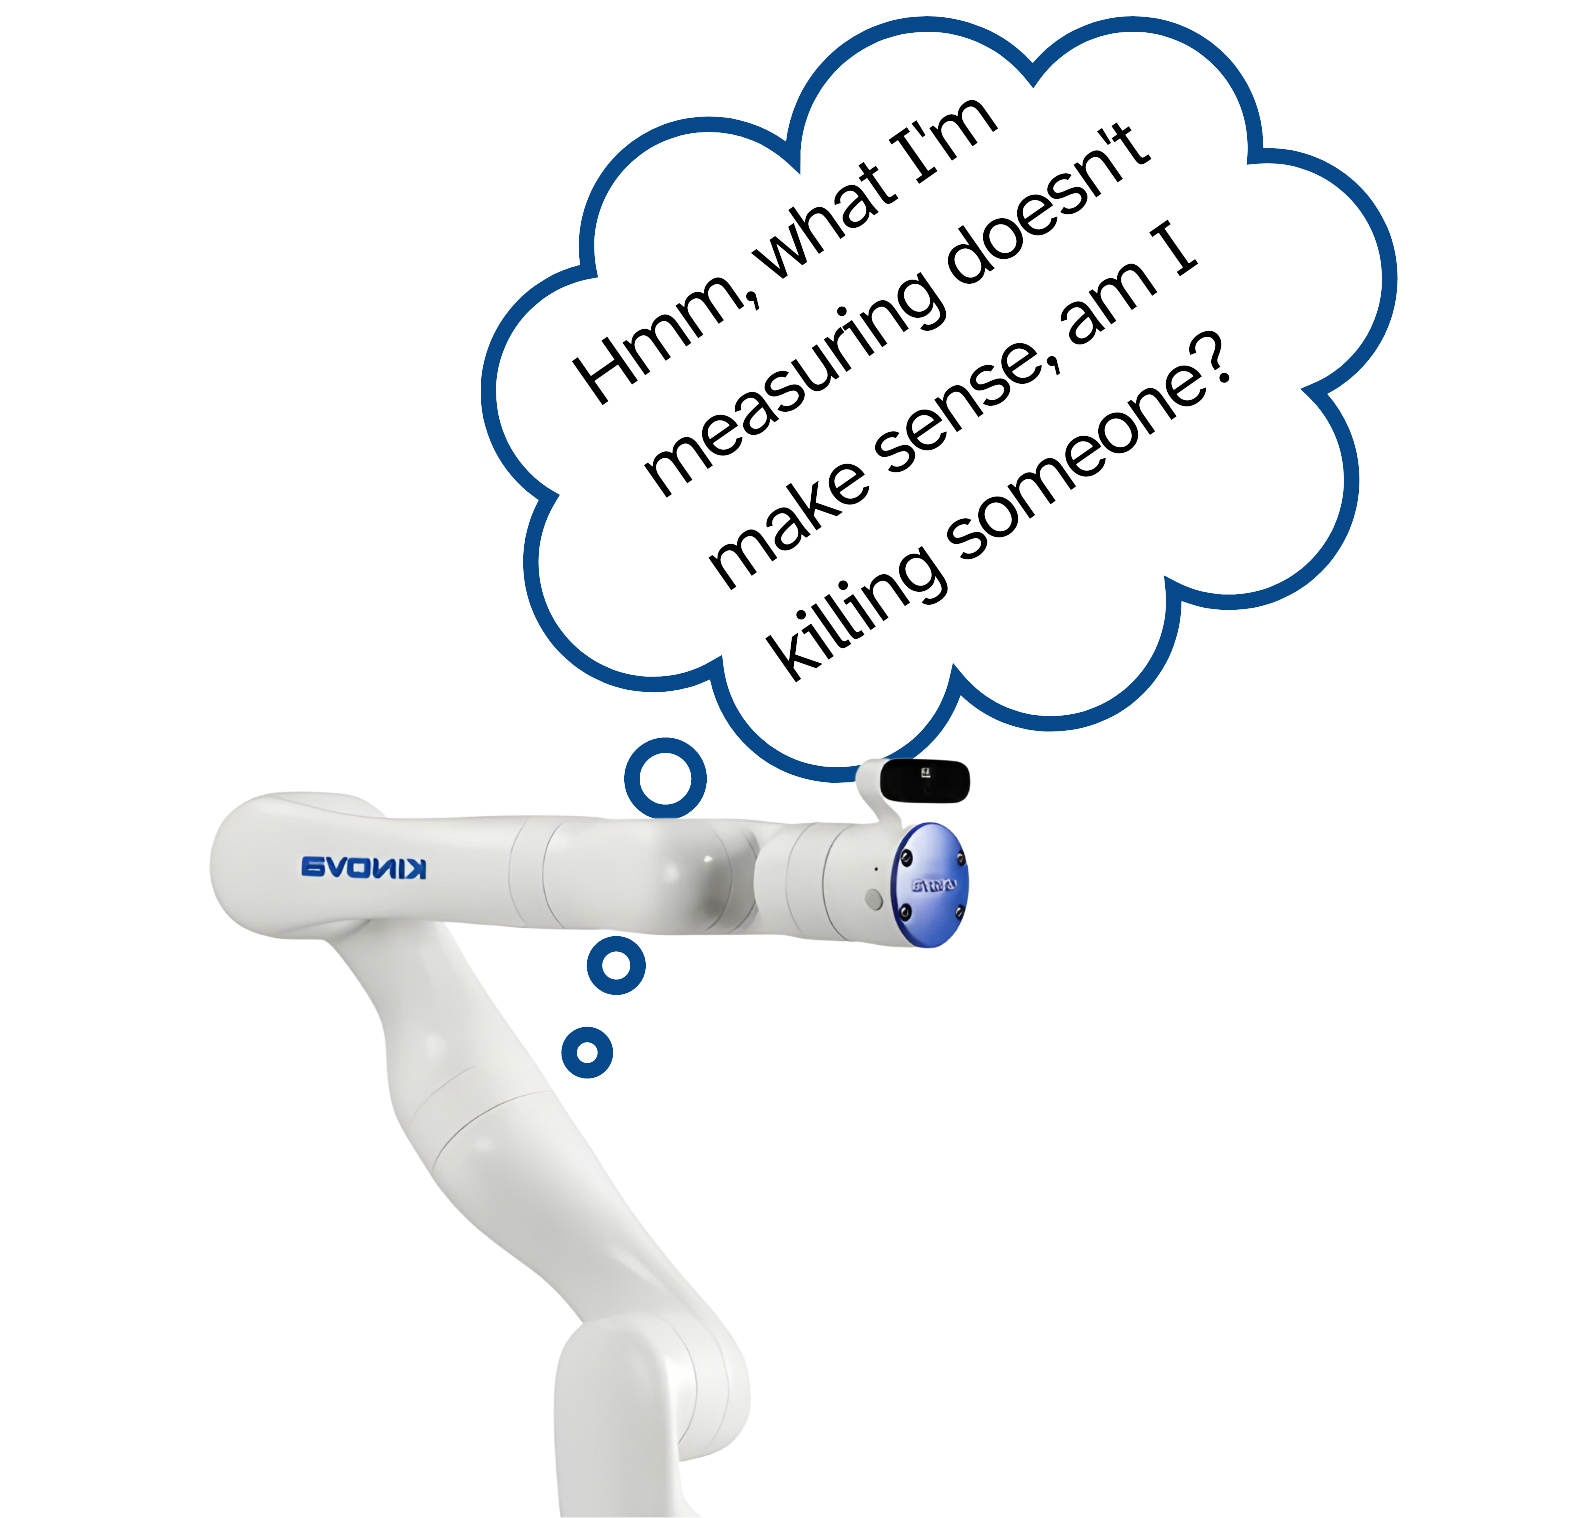 Hmm, what I'm
measuring doesn't
make sense, am I
killing someone?
KINOVA